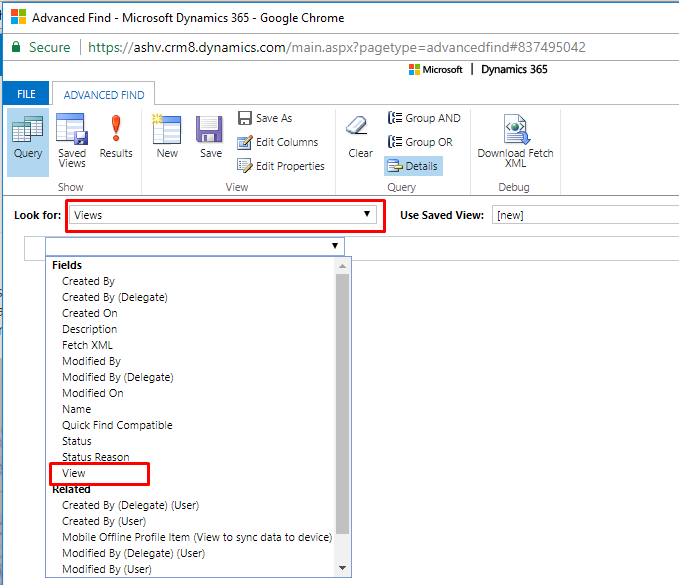 Advanced Find - Microsoft Dynamics 365 - Google Chrome
Secure | https://ashv.crm8.dynamics.com/main.aspx?pagetype=advancedfind#837495042
Microsoft | Dynamics 365
FILE ADVANCED FIND
Query
Saved Views
Results
Show
New
Save
Save As
Edit Columns
Edit Properties
View
Clear
Group AND
Group OR
Details
Query
Download Fetch XML
Debug
Look for: Views Use Saved View: [new]
Fields
Created By
Created By (Delegate)
Created On
Description
Fetch XML
Modified By
Modified By (Delegate)
Modified On
Name
Quick Find Compatible
Status
Status Reason
View
Related
Created By (Delegate) (User)
Created By (User)
Mobile Offline Profile Item (View to sync data to device)
Modified By (Delegate) (User)
Modified By (User)